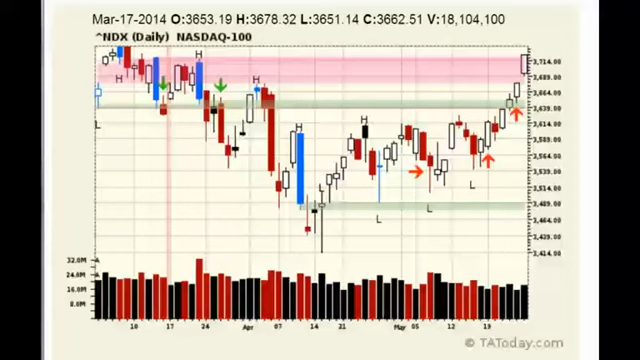 Mar-17-2014 O:3653.19 H:3678.32 L:3651.14 C:3662.51 V:18,104,100
^NDX (Daily) NASDAQ-100
H
H
H
H
H
L
L
L
L
L
3,714.00
3,689.00
3,664.00
3,639.00
3,614.00
3,589.00
3,564.00
3,539.00
3,514.00
3,489.00
3,464.00
3,439.00
3,414.00
32.0M
24.0M
16.0M
8.0M
10 17 24 Apr 07 14 21 May 05 12 19
© TAToday.com